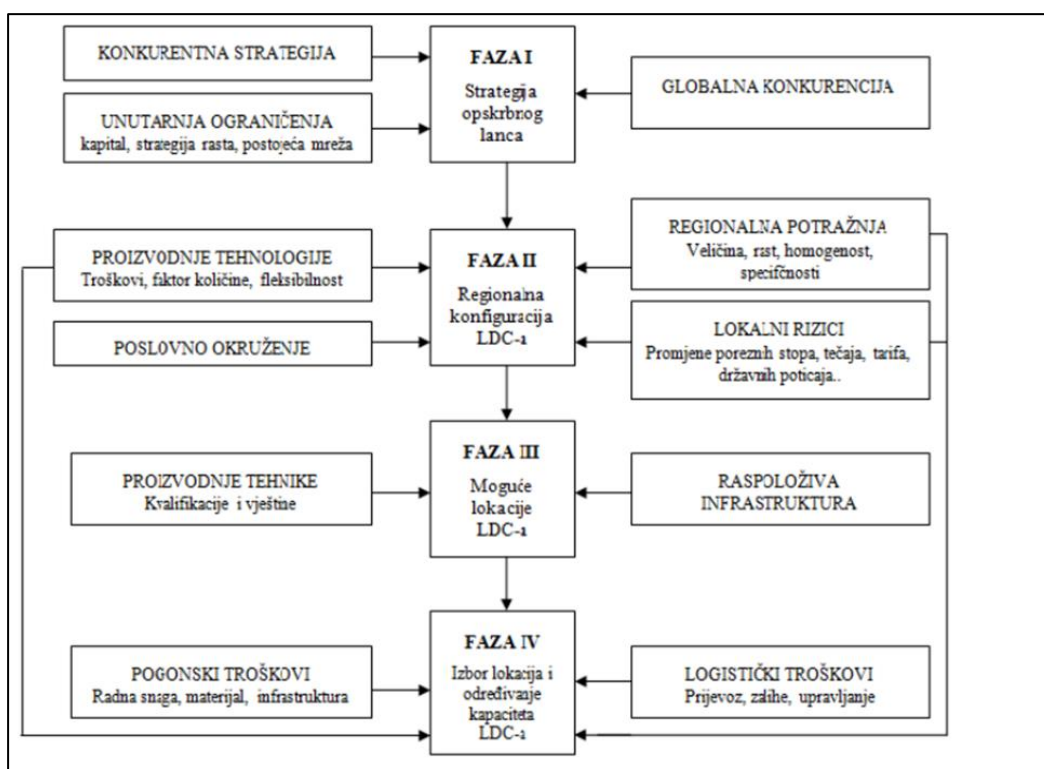 KONKURENTNA STRATEGIJA
UNUTARNJA OGRANIČENJA
kapital, strategija rasta, postojeća mreža
FAZA I
Strategija
opskrbnog
lanca
GLOBALNA KONKURENCIJA
PROIZVODNJE TEHNOLOGIJE
Troškovi, faktor količine, fleksibilnost
POSLOVNO OKRUŽENJE
FAZA II
Regionalna
konfiguracija
LDC-a
REGIONALNA POTRAŽNJA
Veličina, rast, homogenost,
specifčnosti
LOKALNI RIZICI
Promjene poreznih stopa, tečaja, tarifa,
državnih poticaja..
PROIZVODNJE TEHNIKE
Kvalifikacije i vještine
FAZA III
Moguće
lokacije
LDC-a
RASPOLOŽIVA
INFRASTRUKTURA
POGONSKI TROŠKOVI
Radna snaga, materijal, infrastruktura
FAZA IV
Izbor lokacija i
određivanje
kapaciteta
LDC-a
LOGISTIČKI TROŠKOVI
Prijevoz, zalihe, upravljanje